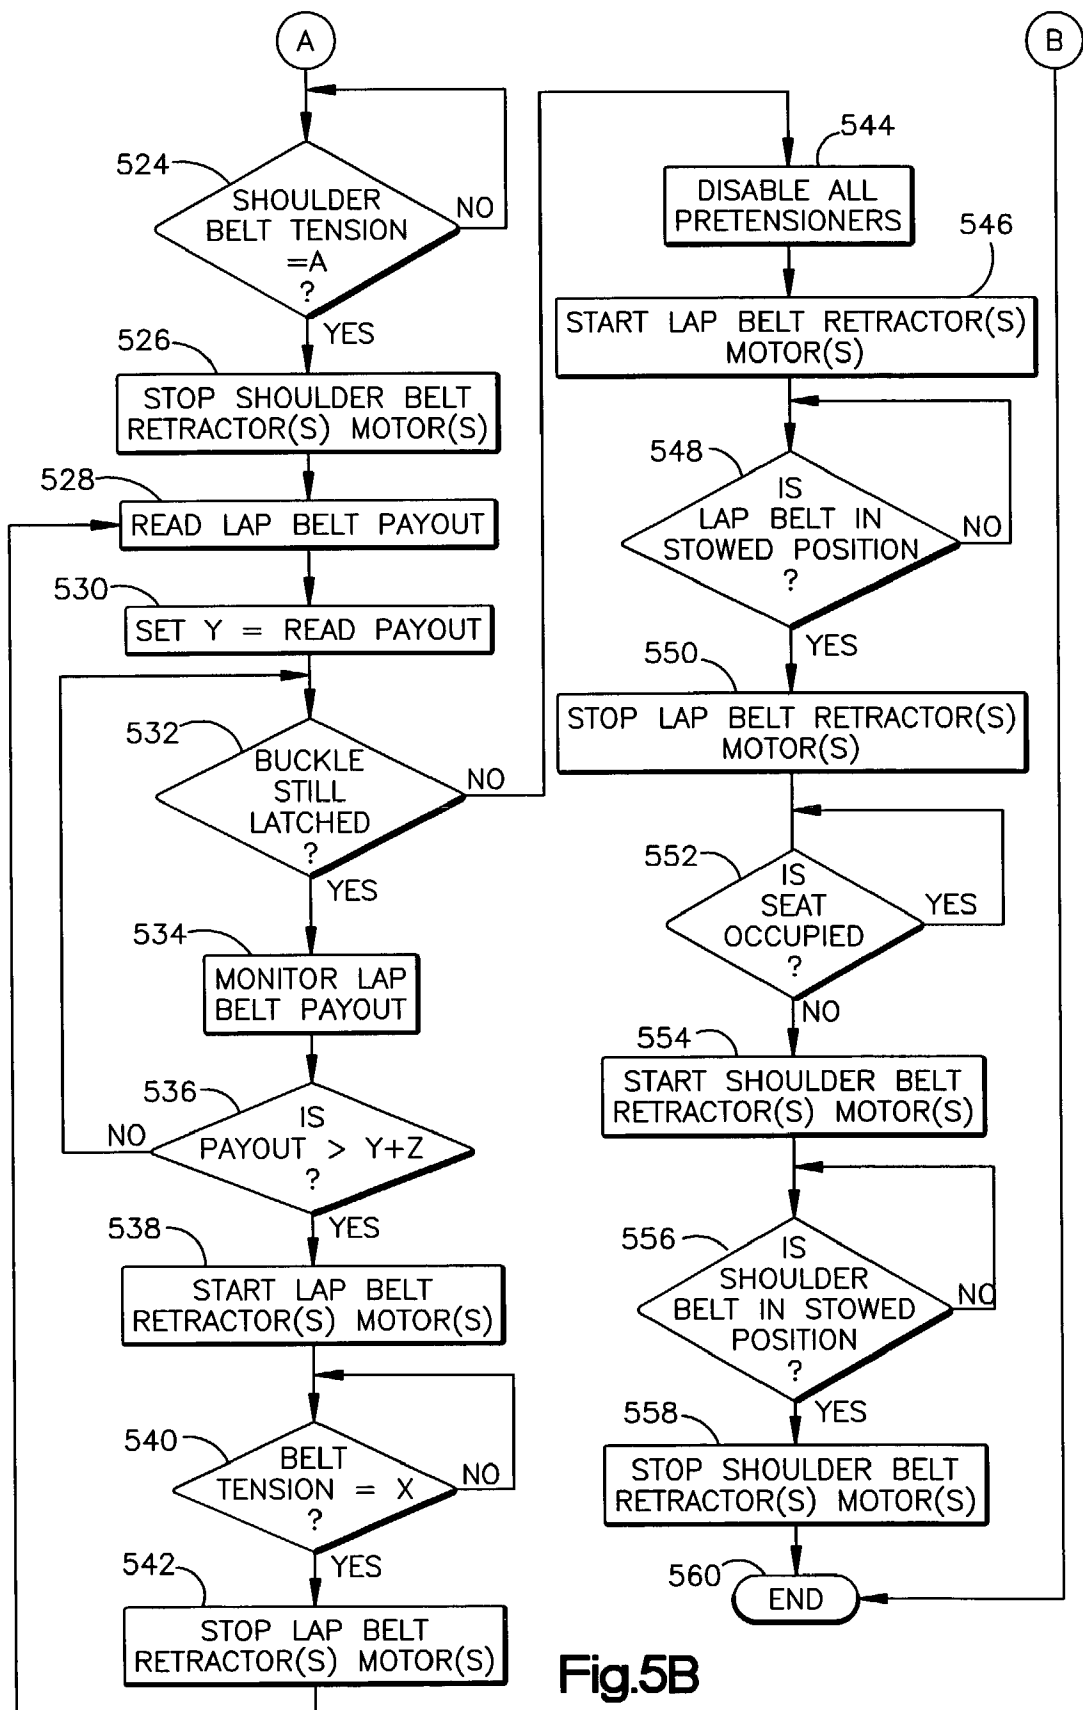 A
524
SHOULDER
BELT TENSION
=A
?
NO
YES
526
STOP SHOULDER BELT
RETRACTOR(S) MOTOR(S)
528
READ LAP BELT PAYOUT
530
SET Y = READ PAYOUT
532
BUCKLE
STILL
LATCHED
?
NO
YES
534
MONITOR LAP
BELT PAYOUT
536
IS
PAYOUT > Y+Z
?
NO
YES
538
START LAP BELT
RETRACTOR(S) MOTOR(S)
540
BELT
TENSION = X
?
NO
YES
542
STOP LAP BELT
RETRACTOR(S) MOTOR(S)
B
544
DISABLE ALL
PRETENSIONERS
546
START LAP BELT RETRACTOR(S)
MOTOR(S)
548
IS
LAP BELT IN
STOWED POSITION
?
NO
YES
550
STOP LAP BELT RETRACTOR(S)
MOTOR(S)
552
IS
SEAT
OCCUPIED
?
YES
NO
554
START SHOULDER BELT
RETRACTOR(S) MOTOR(S)
556
IS
SHOULDER
BELT IN STOWED
POSITION
?
NO
YES
558
STOP SHOULDER BELT
RETRACTOR(S) MOTOR(S)
560
END
Fig.5B